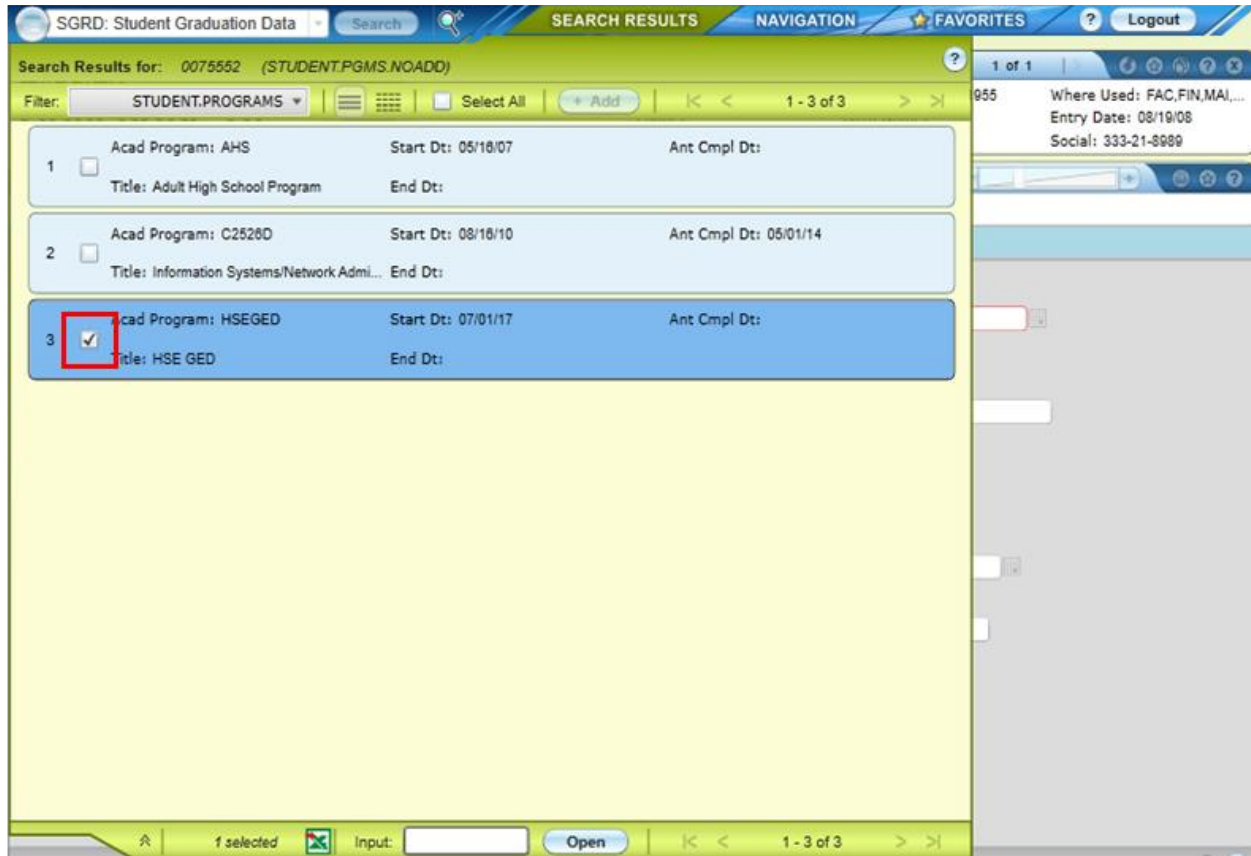 SGRD: Student Graduation Data Search SEARCH RESULTS NAVIGATION FAVORITES ? Logout
Search Results for: 0075552 (STUDENT.PGMS.NOADD) ? 1 of 1
Filter: STUDENT.PROGRAMS Select All + Add |< < 1 - 3 of 3 > >| 955 Where Used: FAC,FIN,MAI,...
Entry Date: 08/19/08
Social: 333-21-8989
1 Acad Program: AHS Start Dt: 05/16/07 Ant Cmpl Dt:
Title: Adult High School Program End Dt:
2 Acad Program: C2526D Start Dt: 08/16/10 Ant Cmpl Dt: 05/01/14
Title: Information Systems/Network Admi... End Dt:
3 Acad Program: HSEGED Start Dt: 07/01/17 Ant Cmpl Dt:
Title: HSE GED End Dt:
1 selected Input: Open |< < 1 - 3 of 3 > >|